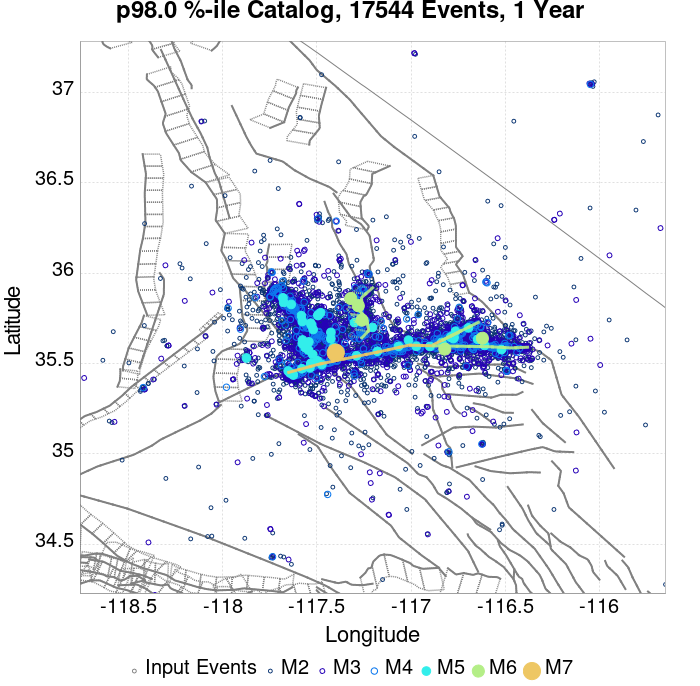 p98.0 %-ile Catalog, 17544 Events, 1 Year
37
36.5
36
35.5
35
34.5
Latitude
-118.5 -118 -117.5 -117 -116.5 -116
Longitude
Input Events M2 M3 M4 M5 M6 M7